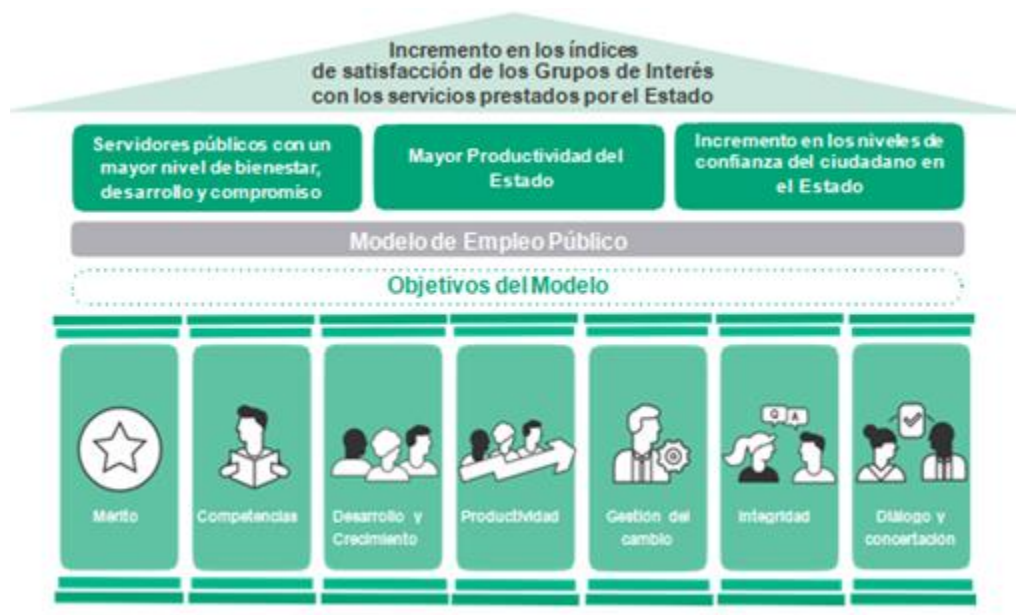 Incremento en los índices
de satisfacción de los Grupos de Interés
con los servicios prestados por el Estado
Servidores públicos con un
mayor nivel de bienestar,
desarrollo y compromiso
Mayor Productividad del
Estado
Incremento en los niveles de
confianza del ciudadano en
el Estado
Modelo de Empleo Público
Objetivos del Modelo
Mérito
Competencias
Desarrollo y
Crecimiento
Productividad
Gestión del
cambio
Q A
Integridad
Diálogo y
concertación